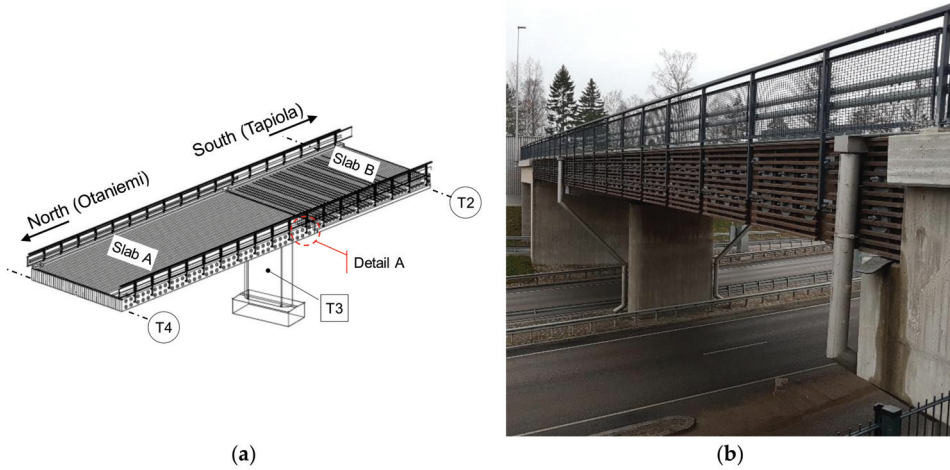 South (Tapiola)
Slab B
North (Otaniemi)
T2
Slab A
Detail A
T3
T4
(a)
(b)